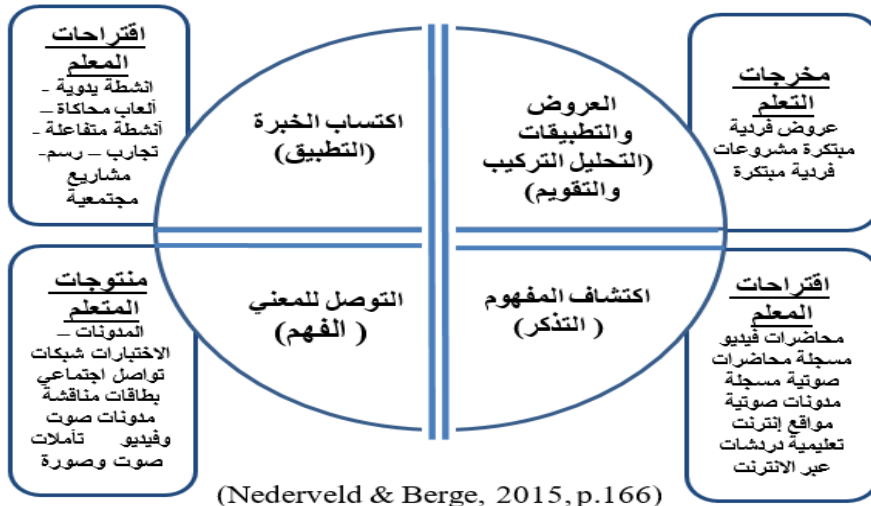 مخرجات
التعلم
عروض فردية
مبتكرة مشروعات
فردية مبتكرة
العروض
والتطبيقات
(التحليل التركيب
والتقويم)
اكتساب الخبرة
(التطبيق)
اقتراحات
المعلم
انشطة يدوية -
ألعاب محاكاة –
أنشطة متفاعلة -
تجارب – رسم-
مشاريع
مجتمعية
اقتراحات
المعلم
محاضرات فيديو
مسجلة محاضرات
صوتية مسجلة
مدونات صوتية
مواقع إنترنت
تعليمية دردشات
عبر الانترنت
اكتشاف المفهوم
( التذكر)
التوصل للمعني
( الفهم)
منتوجات
المتعلم
المدونات –
الاختبارات شبكات
تواصل اجتماعي
بطاقات مناقشة
مدونات صوت
وفيديو تأملات
صوت وصورة
(Nederveld & Berge, 2015, p.166)